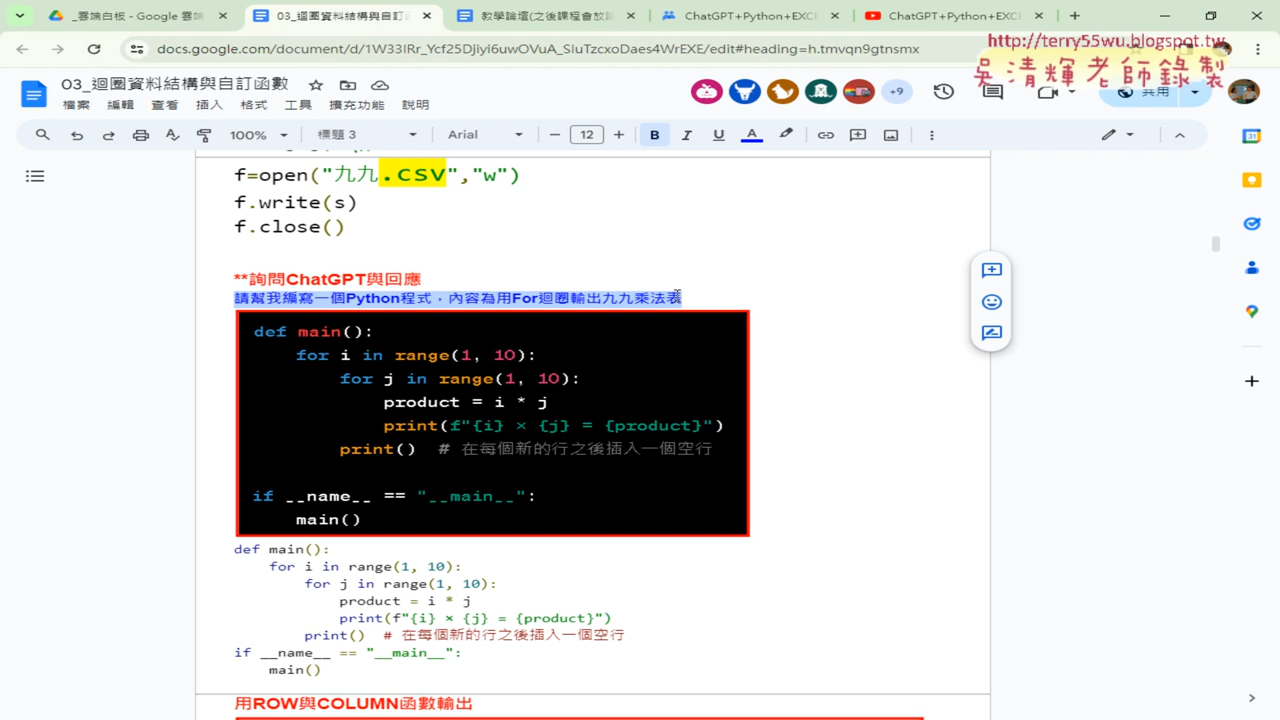 _雲端白板 - Google 雲端
03_迴圈資料結構與自訂函
教學論壇(之後課程會放
ChatGPT+Python+EXC
ChatGPT+Python+EXC
docs.google.com/document/d/1W33IRr_Ycf25Djiyi6uwOVuA_SIuTzcxoDaes4WrEXE/edit#heading=h.tmvqn9gtnsmx
http://terry55wu.blogspot.tw
吳清輝老師錄製
03_迴圈資料結構與自訂函數
+9
共用
檔案 編輯 查看 插入 格式 工具 擴充功能 說明
100% 標題 3 Arial 12 B I U A
f=open("九九.CSV","w")
f.write(s)
f.close()
**詢問ChatGPT與回應
請幫我編寫一個Python程式，內容為用For迴圈輸出九九乘法表
def main():
for i in range(1, 10):
for j in range(1, 10):
product = i * j
print(f"{i} × {j} = {product}")
print() # 在每個新的行之後插入一個空行
if __name__ == "__main__":
main()
def main():
for i in range(1, 10):
for j in range(1, 10):
product = i * j
print(f"{i} × {j} = {product}")
print() # 在每個新的行之後插入一個空行
if __name__ == "__main__":
main()
用ROW與COLUMN函數輸出